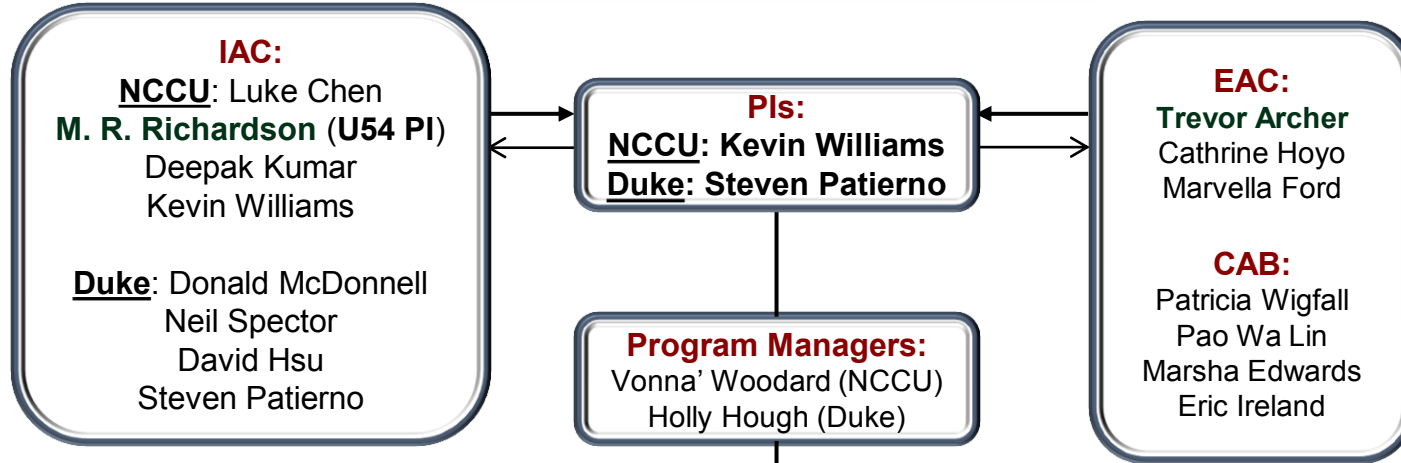 IAC:
NCCU: Luke Chen
M. R. Richardson (U54 PI)
Deepak Kumar
Kevin Williams
Duke: Donald McDonnell
Neil Spector
David Hsu
Steven Patierno
PIs:
NCCU: Kevin Williams
Duke: Steven Patierno
Program Managers:
Vonna’ Woodard (NCCU)
Holly Hough (Duke)
EAC:
Trevor Archer
Cathrine Hoyo
Marvella Ford
CAB:
Patricia Wigfall
Pao Wa Lin
Marsha Edwards
Eric Ireland